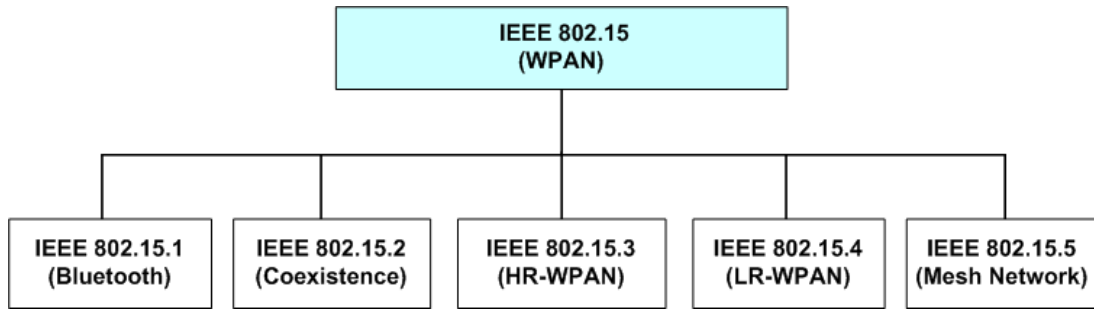 IEEE 802.15
(WPAN)
IEEE 802.15.1
(Bluetooth)
IEEE 802.15.2
(Coexistence)
IEEE 802.15.3
(HR-WPAN)
IEEE 802.15.4
(LR-WPAN)
IEEE 802.15.5
(Mesh Network)